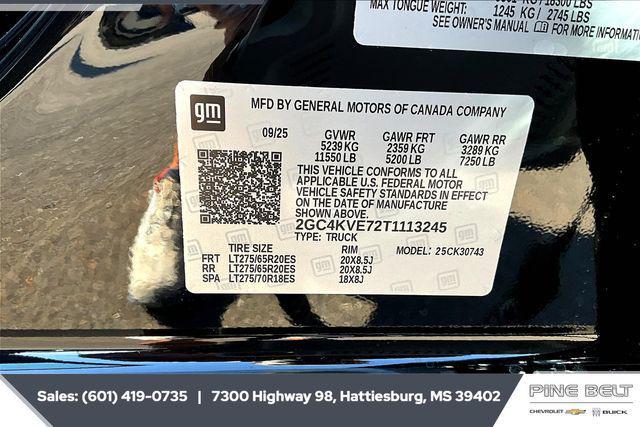 MAX TONGUE WEIGHT: 1245 KG / 2745 LBS
SEE OWNER'S MANUAL FOR MORE INFORMATION
gm
MFD BY GENERAL MOTORS OF CANADA COMPANY
09/25 GVWR GAWR FRT GAWR RR
5239 KG 2359 KG 3289 KG
11550 LB 5200 LB 7250 LB
THIS VEHICLE CONFORMS TO ALL
APPLICABLE U.S. FEDERAL MOTOR
VEHICLE SAFETY STANDARDS IN EFFECT
ON THE DATE OF MANUFACTURE
SHOWN ABOVE
2GC4KVE72T1113245
TYPE: TRUCK
TIRE SIZE RIM MODEL: 25CK30743
FRT LT275/65R20ES 20X8.5J
RR LT275/65R20ES 20X8.5J
SPA LT275/70R18ES 18X8J
Sales: (601) 419-0735 | 7300 Highway 98, Hattiesburg, MS 39402
PINE BELT
CHEVROLET BUICK